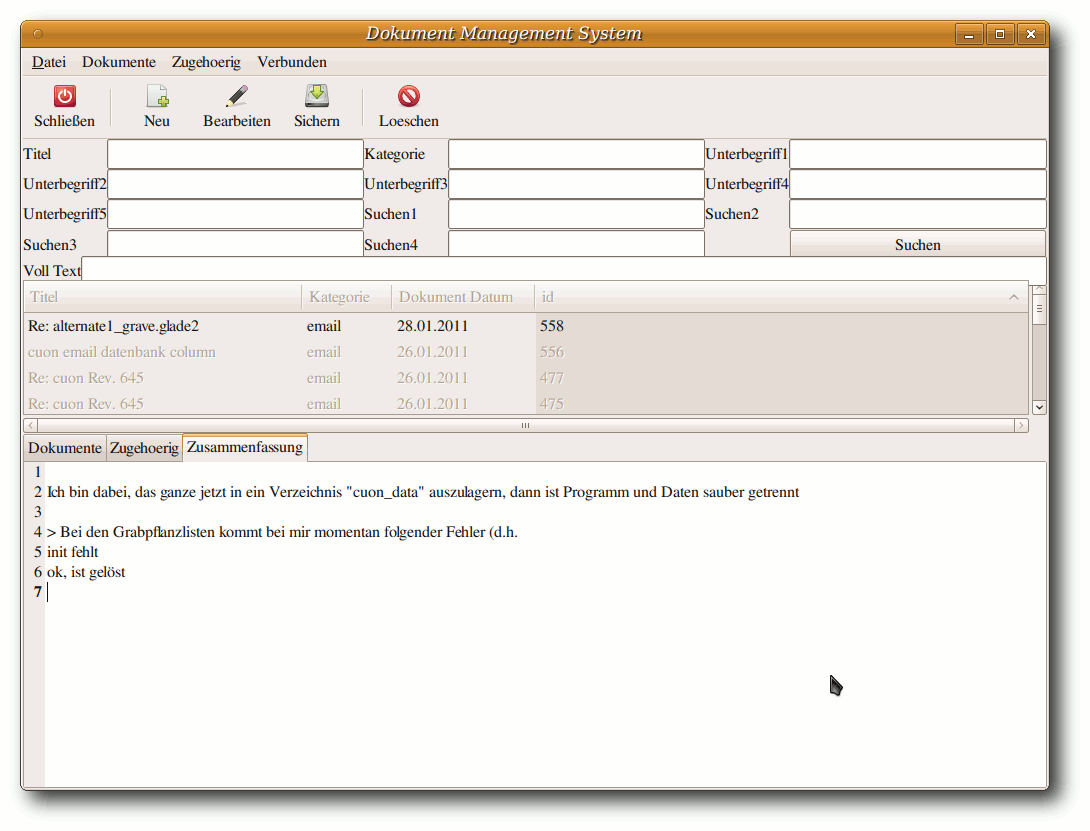 Dokument Management System
Datei Dokumente Zugehoerig Verbunden
Schließen Neu Bearbeiten Sichern Loeschen
Titel Kategorie Unterbegriff1
Unterbegriff2 Unterbegriff3 Unterbegriff4
Unterbegriff5 Suchen1 Suchen2
Suchen3 Suchen4 Suchen
Voll Text
Titel Kategorie Dokument Datum id
Re: alternate1_grave.glade2 email 28.01.2011 558
cuon email datenbank column email 26.01.2011 556
Re: cuon Rev. 645 email 26.01.2011 477
Re: cuon Rev. 645 email 26.01.2011 475
Dokumente Zugehoerig Zusammenfassung
1
2 Ich bin dabei, das ganze jetzt in ein Verzeichnis "cuon_data" auszulagern, dann ist Programm und Daten sauber getrennt
3
4 > Bei den Grabpflanzlisten kommt bei mir momentan folgender Fehler (d.h.
5 init fehlt
6 ok, ist gelöst
7